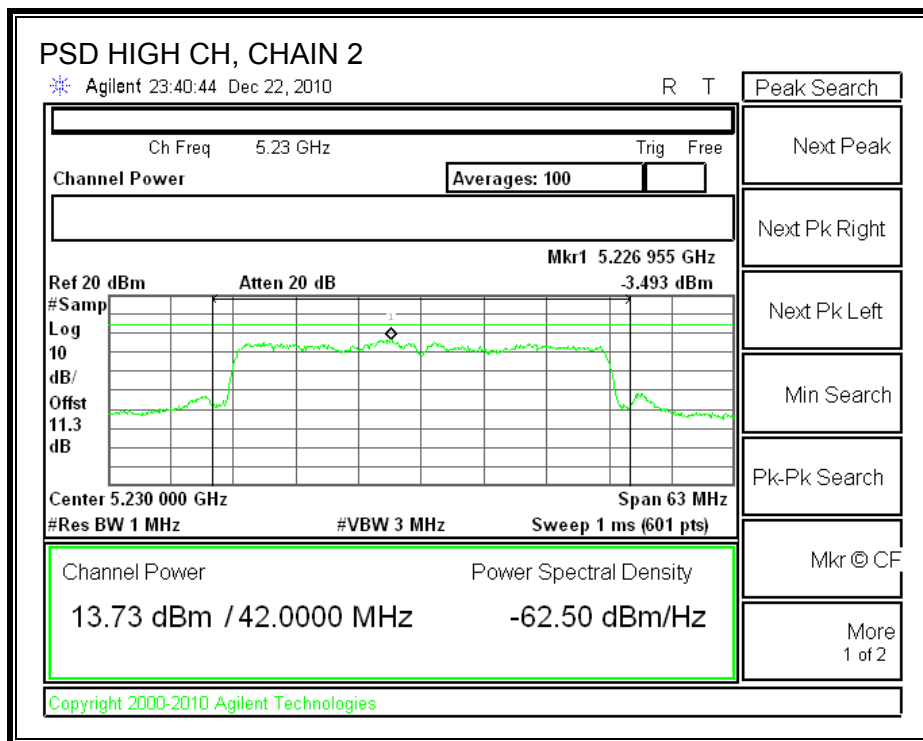 PSD HIGH CH, CHAIN 2
Agilent 23:40:44 Dec 22, 2010 R T
Peak Search
Ch Freq 5.23 GHz Trig Free
Next Peak
Channel Power Averages: 100
Next Pk Right
Mkr1 5.226 955 GHz
Ref 20 dBm Atten 20 dB -3.493 dBm
#Samp
Log
10
dB/
Offst
11.3
dB
1
Next Pk Left
Min Search
Pk-Pk Search
Center 5.230 000 GHz Span 63 MHz
#Res BW 1 MHz #VBW 3 MHz Sweep 1 ms (601 pts)
Mkr © CF
Channel Power Power Spectral Density
13.73 dBm / 42.0000 MHz -62.50 dBm/Hz
More
1 of 2
Copyright 2000-2010 Agilent Technologies